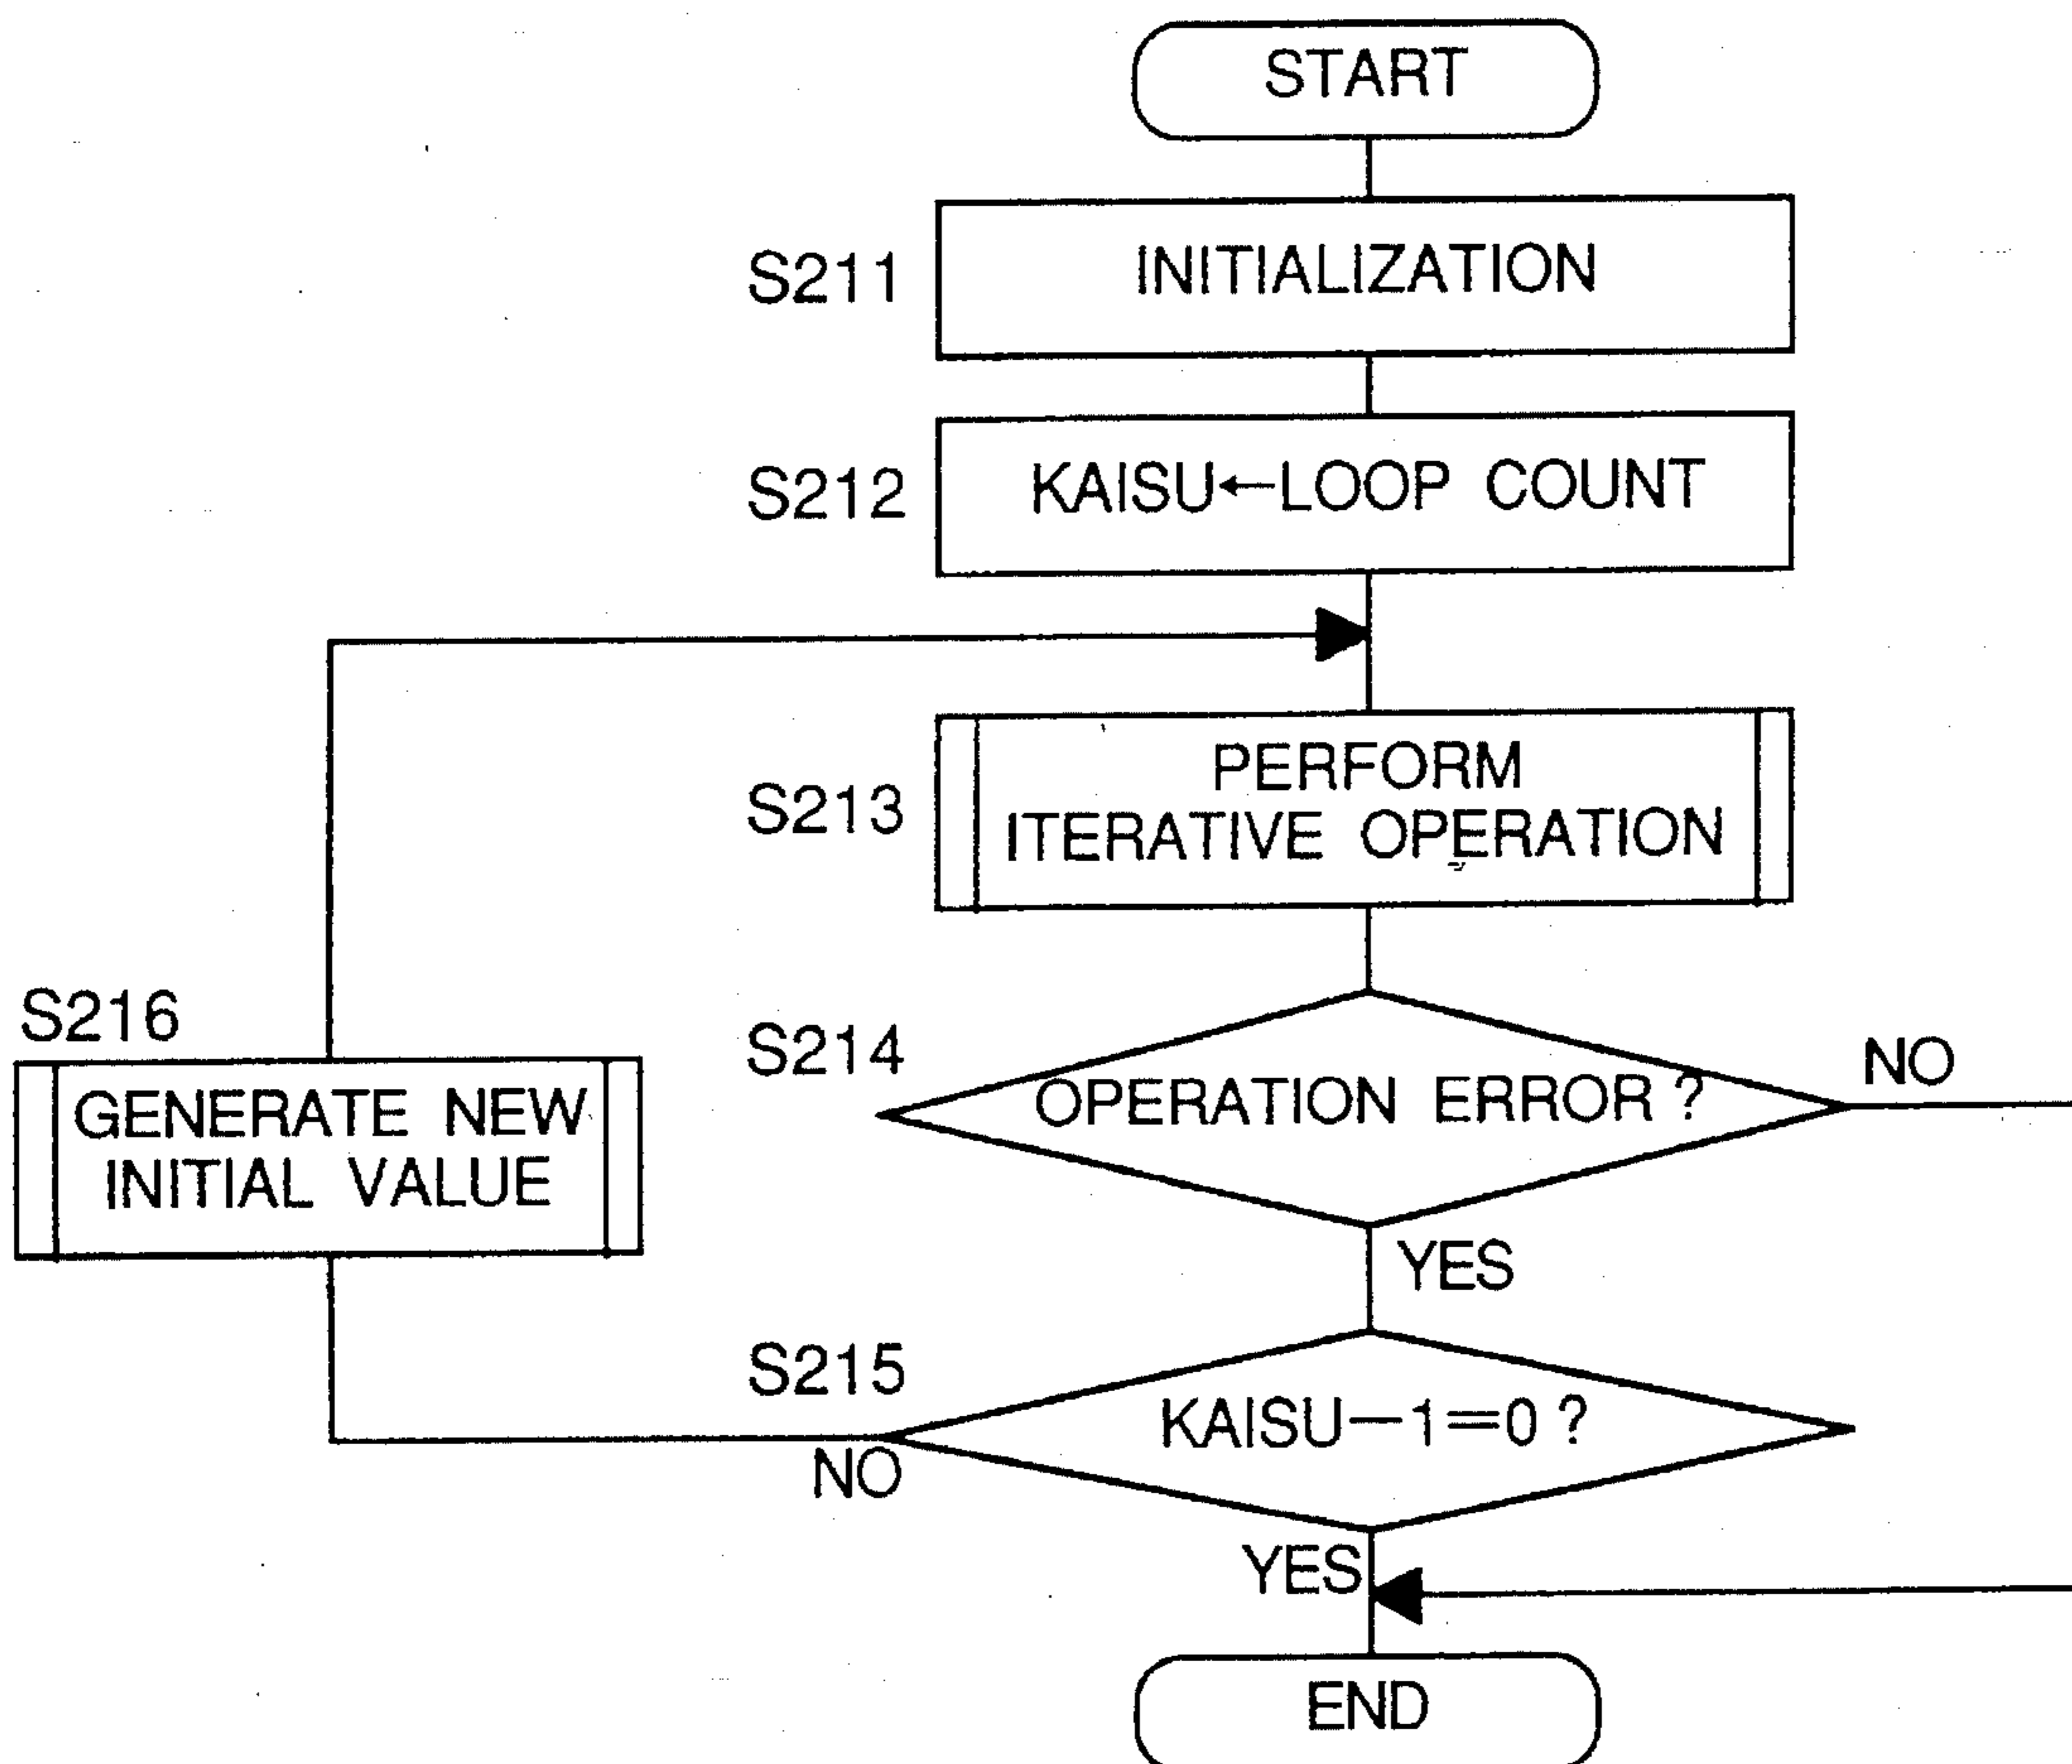 START
S211
INITIALIZATION
S212
KAISU←LOOP COUNT
S213
PERFORM
ITERATIVE OPERATION
S214
OPERATION ERROR ?
NO
YES
S216
GENERATE NEW
INITIAL VALUE
S215
KAISU−1=0 ?
NO
YES
END